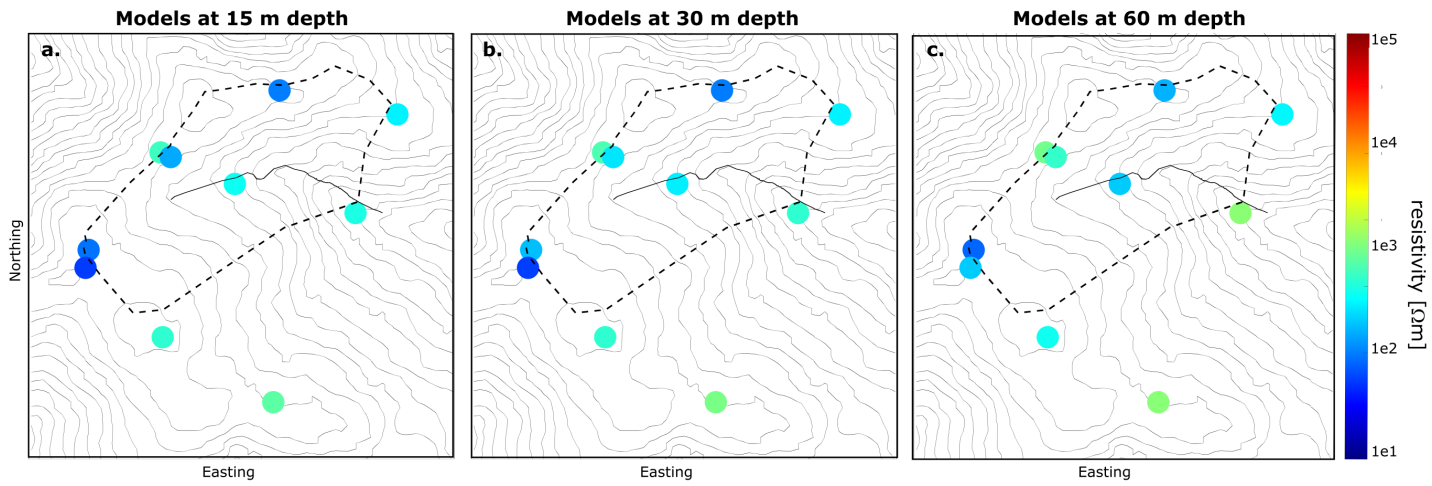 Models at 15 m depth
Models at 30 m depth
Models at 60 m depth
a.
b.
c.
Northing
Easting
Easting
Easting
1e5
1e4
1e3
1e2
1e1
resistivity [Ωm]